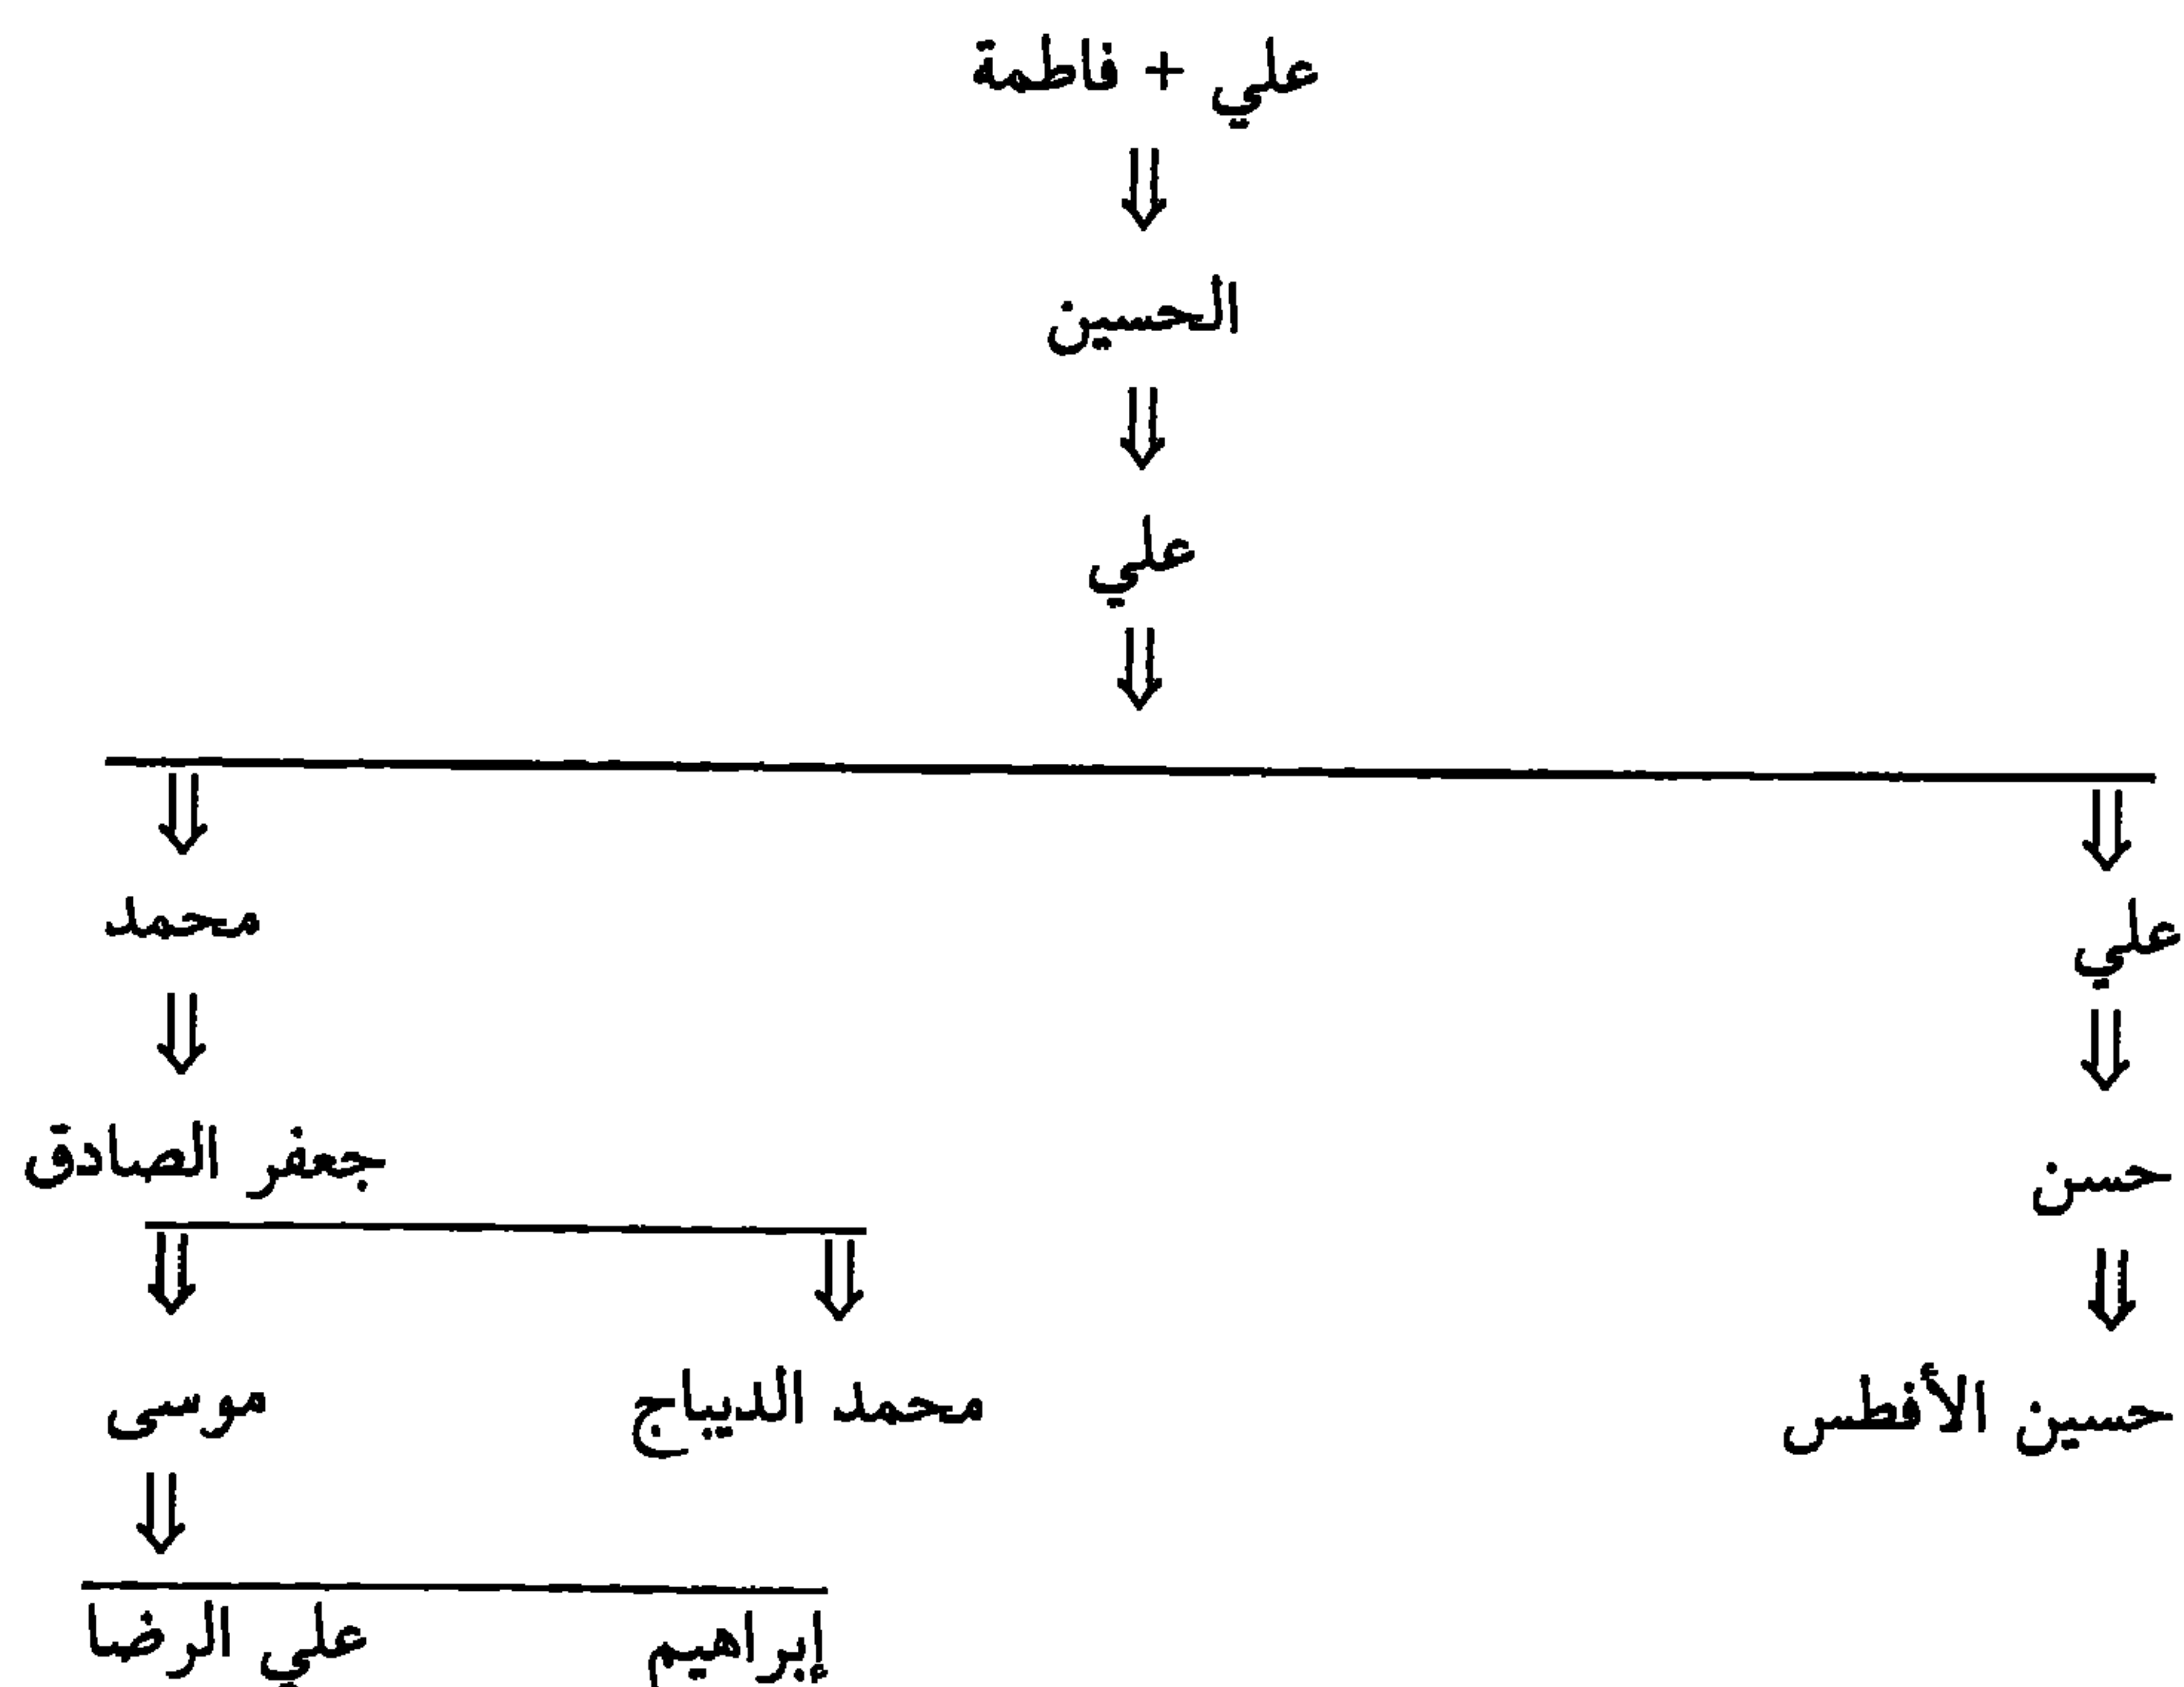 علي + فاطمة
الحسين
علي
علي
محمد
حسن
جعفر الصادق
حسين الأفطس
محمد الديباج
موسى
إبراهيم
علي الرضا